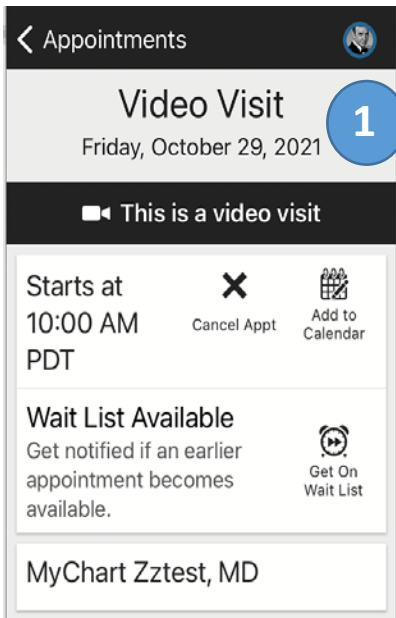 Appointments
Video Visit
Friday, October 29, 2021
1
This is a video visit
Starts at
10:00 AM
PDT
Cancel Appt
Add to
Calendar
Wait List Available
Get notified if an earlier
appointment becomes
available.
Get On
Wait List
MyChart Zztest, MD